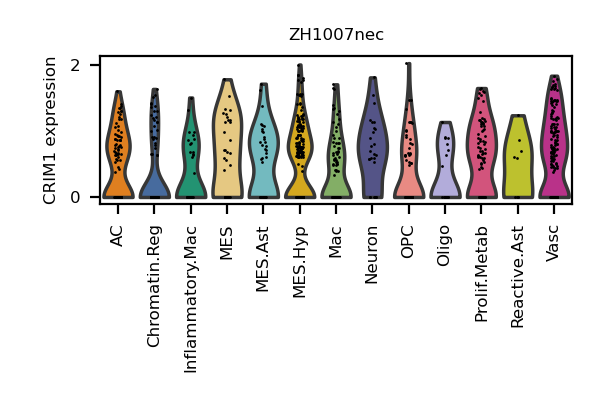 ZH1007nec
CRIM1 expression
2
0
AC
Chromatin.Reg
Inflammatory.Mac
MES
MES.Ast
MES.Hyp
Mac
Neuron
OPC
Oligo
Prolif.Metab
Reactive.Ast
Vasc